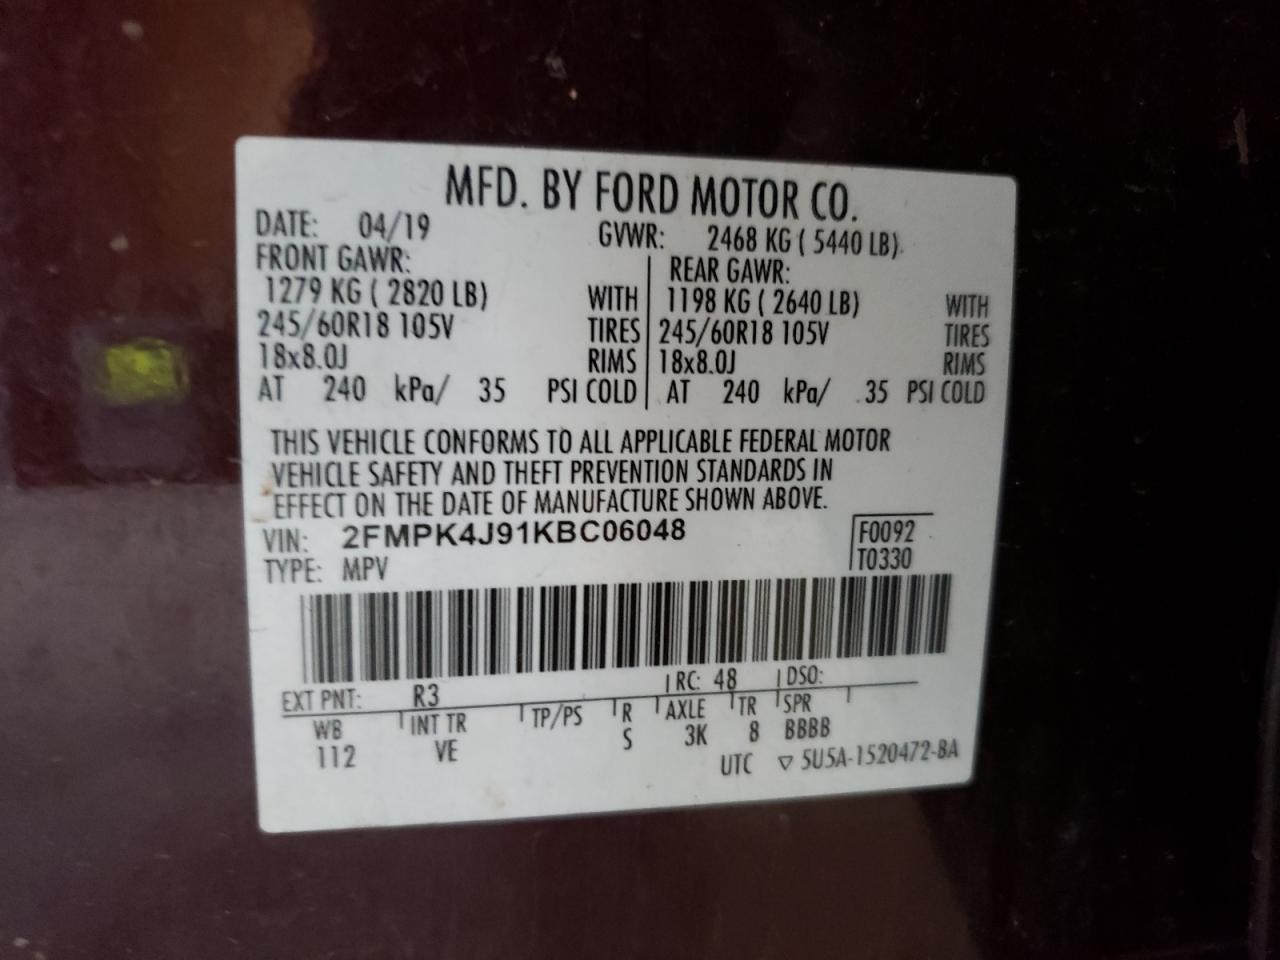 MFD. BY FORD MOTOR CO.
DATE: 04/19 GVWR: 2468 KG ( 5440 LB)
FRONT GAWR: REAR GAWR:
1279 KG ( 2820 LB) WITH 1198 KG ( 2640 LB) WITH
245/60R18 105V TIRES 245/60R18 105V TIRES
18x8.0J RIMS 18x8.0J RIMS
AT 240 kPa/ 35 PSI COLD AT 240 kPa/ 35 PSI COLD
THIS VEHICLE CONFORMS TO ALL APPLICABLE FEDERAL MOTOR
VEHICLE SAFETY AND THEFT PREVENTION STANDARDS IN
EFFECT ON THE DATE OF MANUFACTURE SHOWN ABOVE.
VIN: 2FMPK4J91KBC06048 F0092
TYPE: MPV T0330
EXT PNT: R3 RC: 48 DSO:
WB INT TR TP/PS R AXLE TR SPR
112 VE S 3K 8 BBBB
UTC ▽ 5U5A-1520472-BA